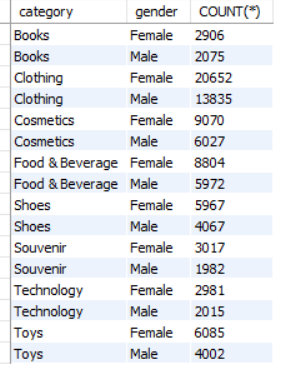 category gender COUNT(*)
Books Female 2906
Books Male 2075
Clothing Female 20652
Clothing Male 13835
Cosmetics Female 9070
Cosmetics Male 6027
Food & Beverage Female 8804
Food & Beverage Male 5972
Shoes Female 5967
Shoes Male 4067
Souvenir Female 3017
Souvenir Male 1982
Technology Female 2981
Technology Male 2015
Toys Female 6085
Toys Male 4002